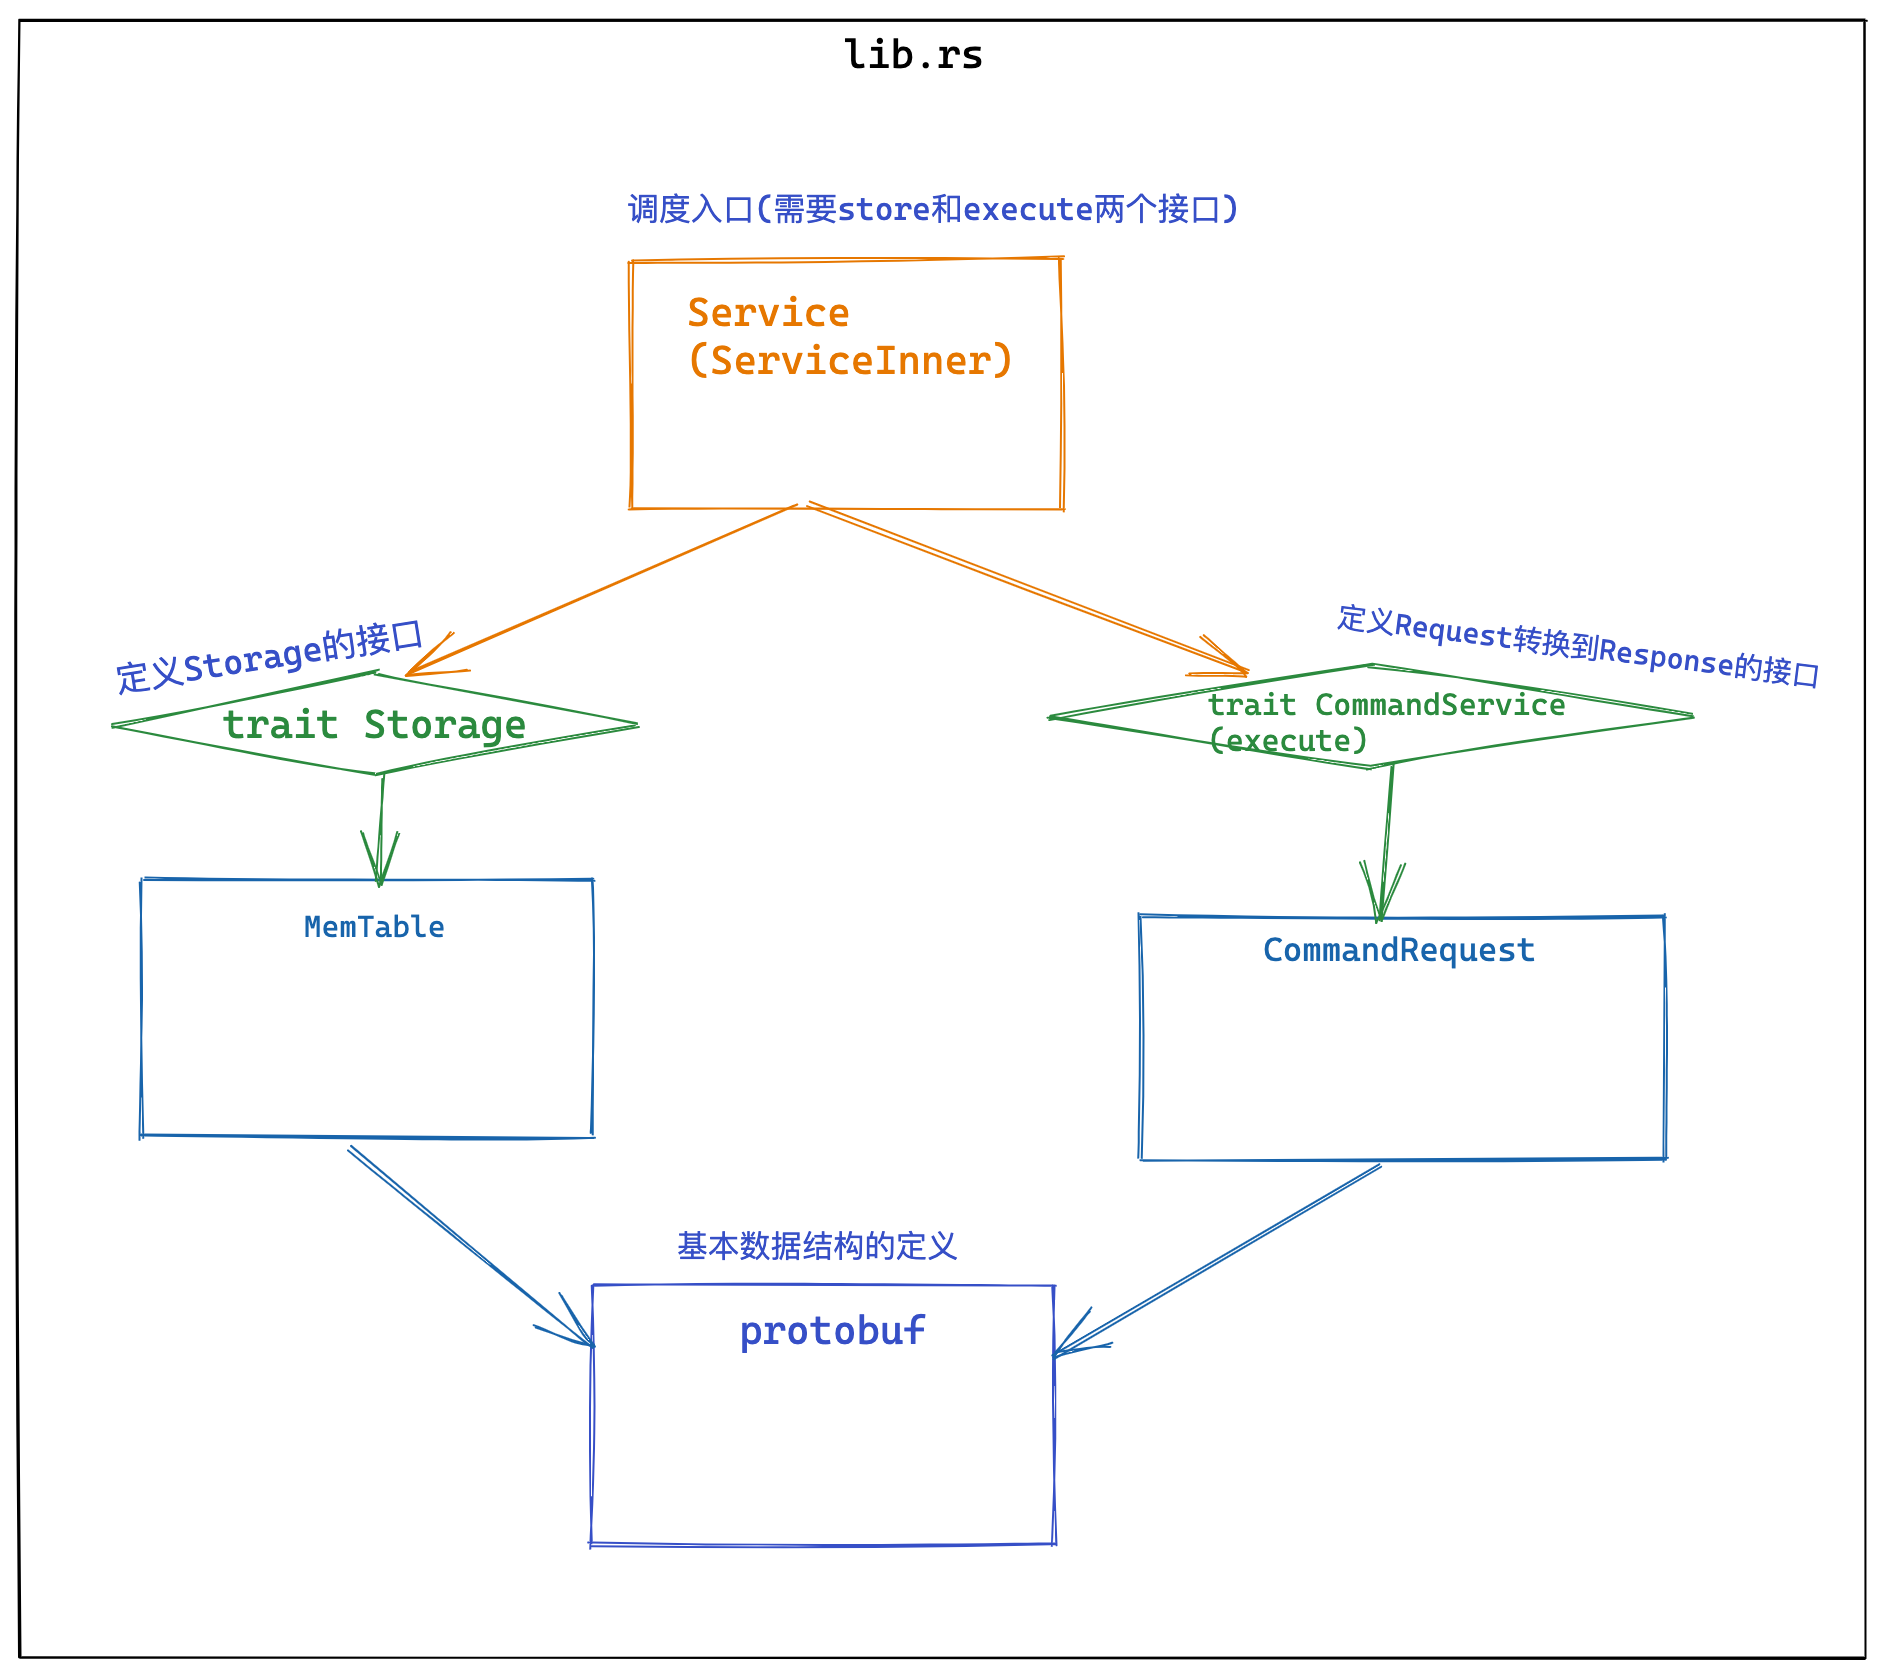 lib.rs
调度入口(需要store和execute两个接口)
Service
(ServiceInner)
定义Storage的接口
定义Request转换到Response的接口
trait Storage
trait CommandService
(execute)
MemTable
CommandRequest
基本数据结构的定义
protobuf